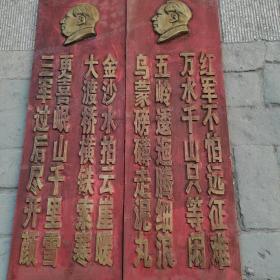 红军不怕远征难
万水千山只等闲
五岭逶迤腾细浪
乌蒙磅礴走泥丸
金沙水拍云崖暖
大渡桥横铁索寒
更喜岷山千里雪
三军过后尽开颜